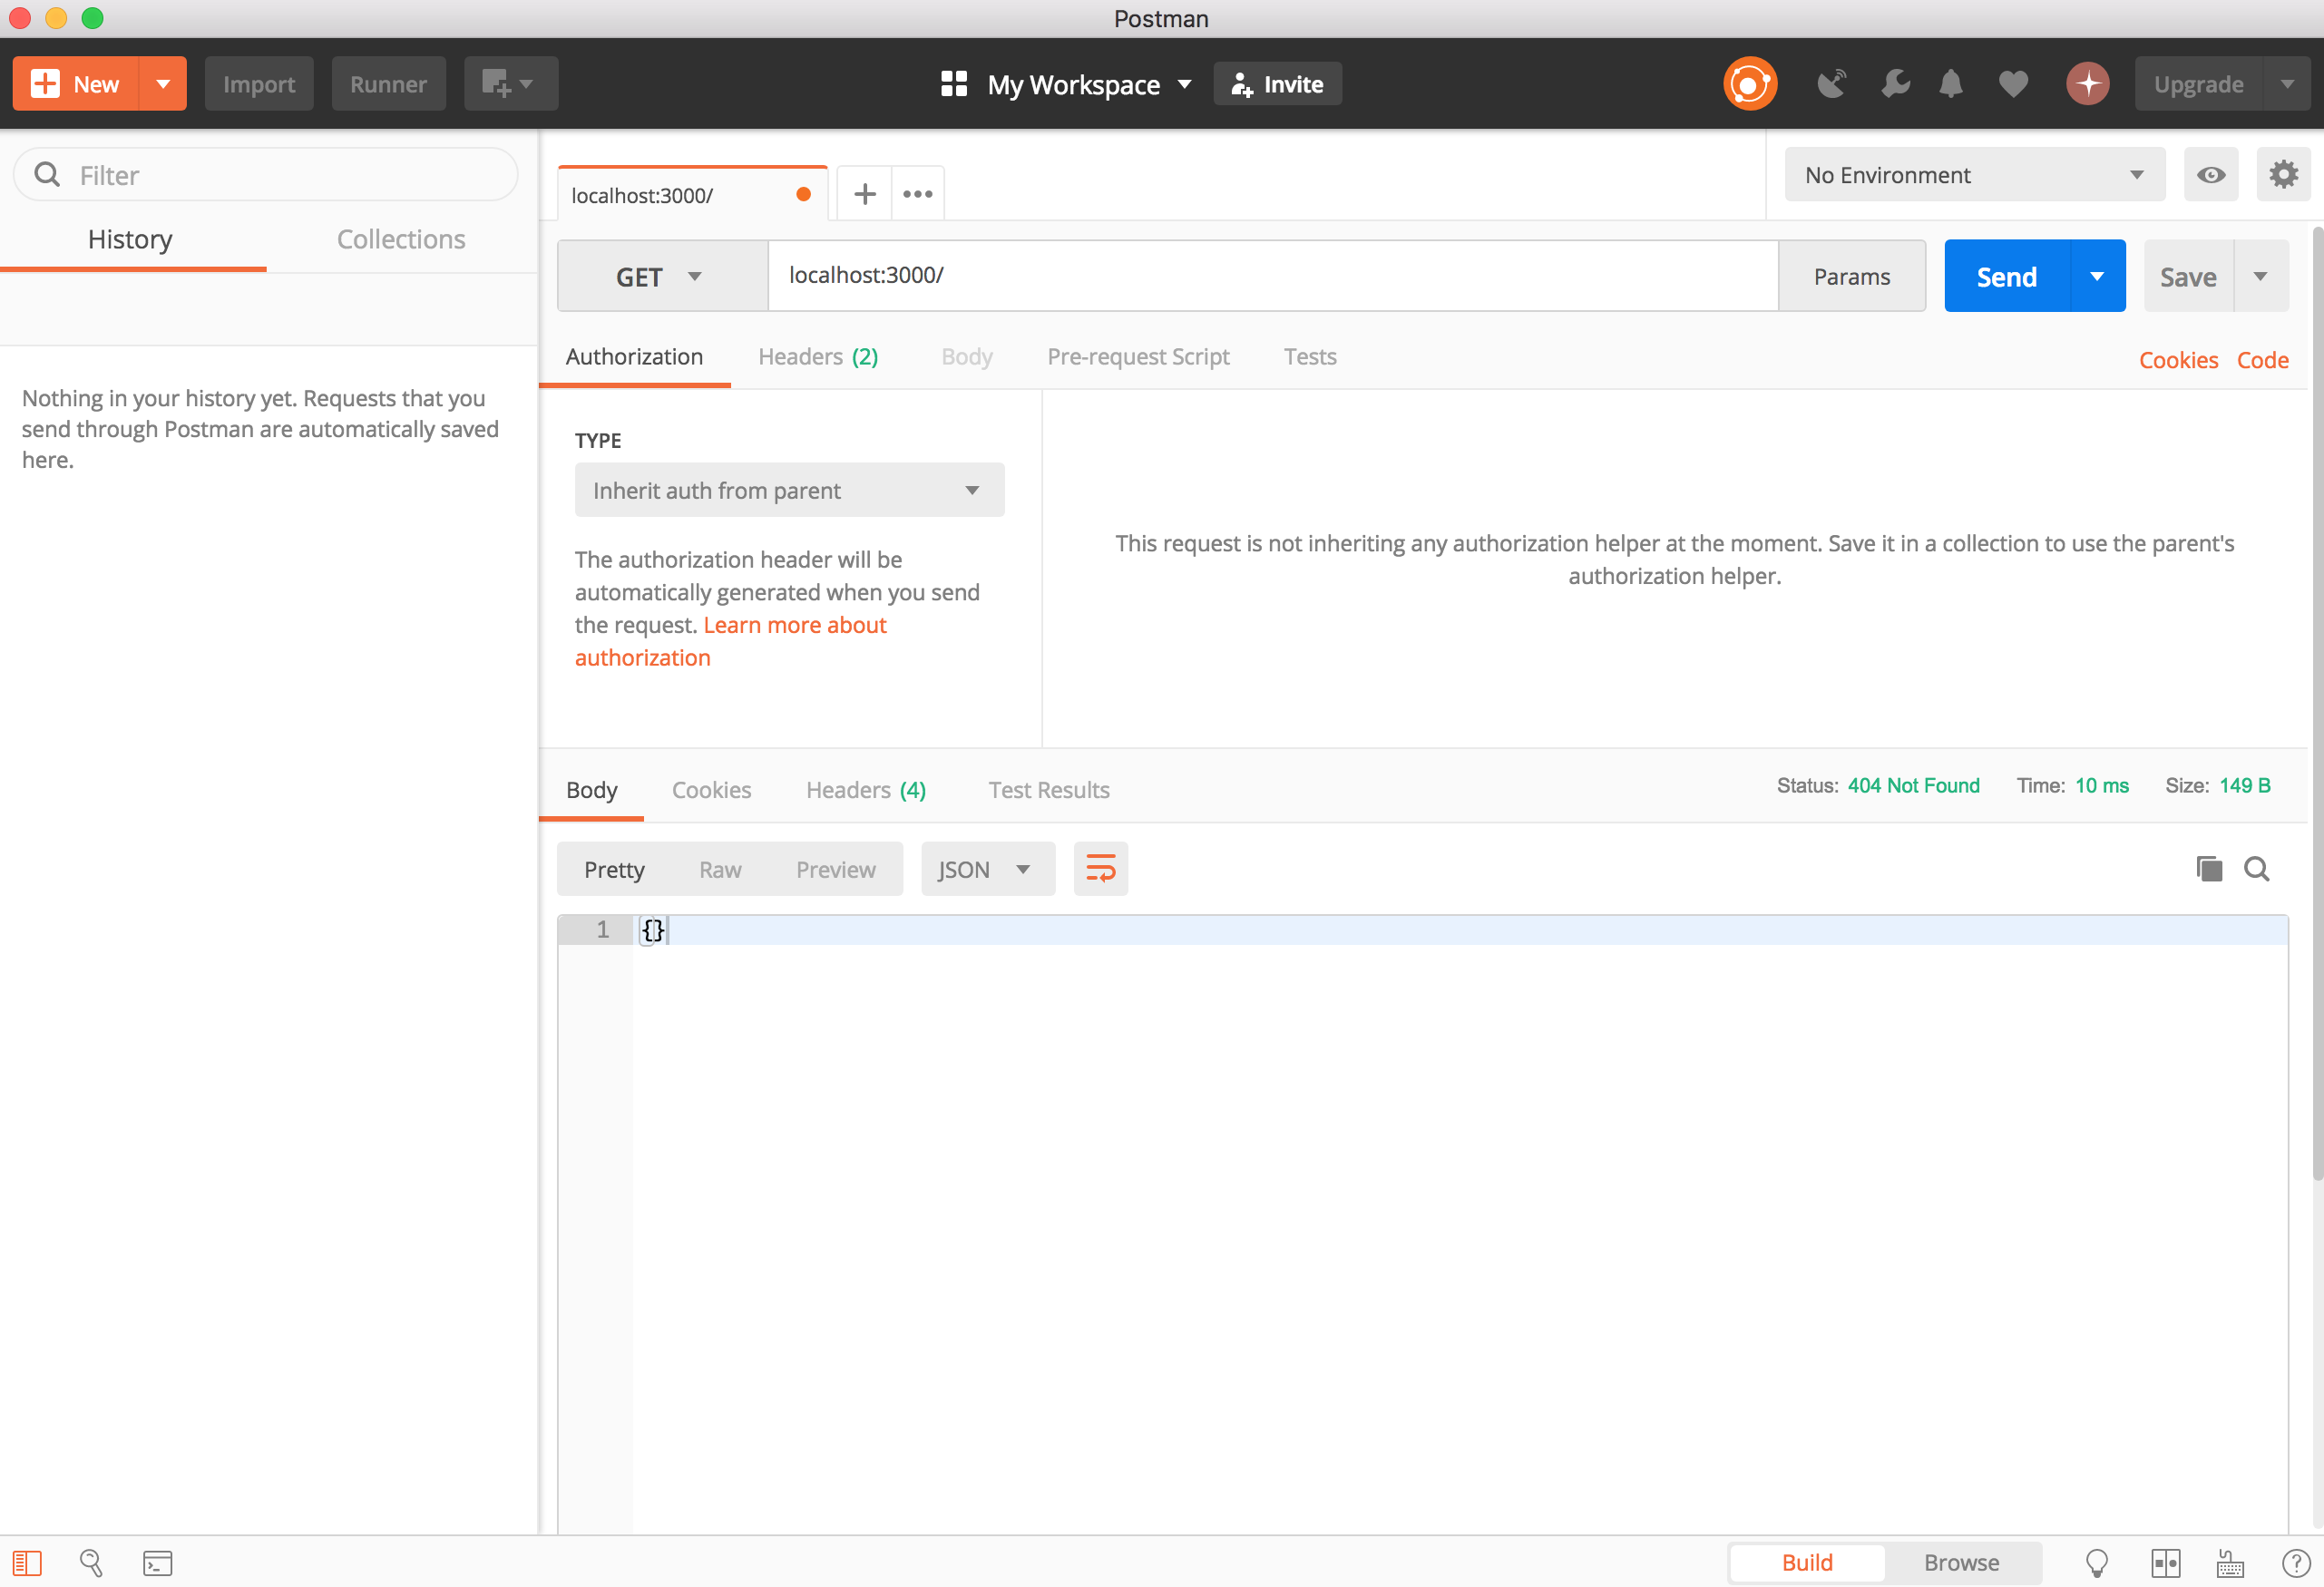 Postman
New
Import
Runner
My Workspace
Invite
Upgrade
Filter
History
Collections
Nothing in your history yet. Requests that you
send through Postman are automatically saved
here.
localhost:3000/
No Environment
GET
localhost:3000/
Params
Send
Save
Authorization
Headers (2)
Body
Pre-request Script
Tests
Cookies
Code
TYPE
Inherit auth from parent
The authorization header will be
automatically generated when you send
the request. Learn more about
authorization
This request is not inheriting any authorization helper at the moment. Save it in a collection to use the parent's
authorization helper.
Body
Cookies
Headers (4)
Test Results
Status: 404 Not Found
Time: 10 ms
Size: 149 B
Pretty
Raw
Preview
JSON
1 {}
Build
Browse